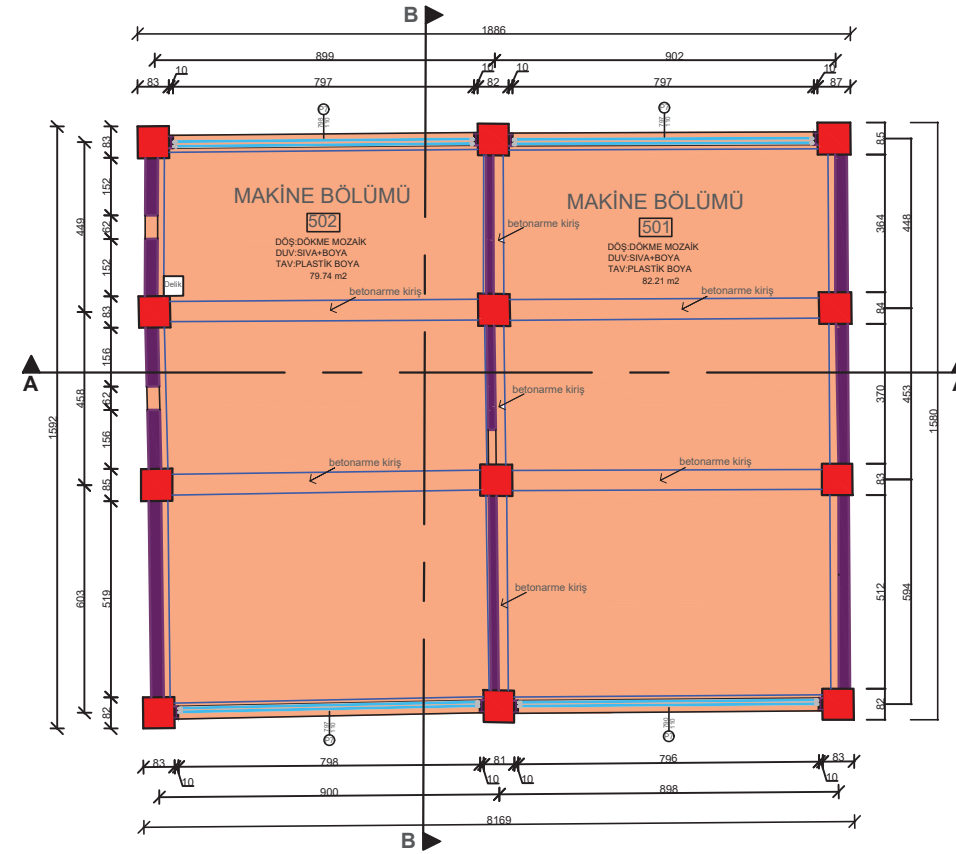 B
1886
899
902
10
10
10
10
83
797
82
797
87
MAKİNE BÖLÜMÜ
502
DÖŞ:DÖKME MOZAİK
DUV:SIVA+BOYA
TAV:PLASTİK BOYA
79.74 m2
MAKİNE BÖLÜMÜ
501
DÖŞ:DÖKME MOZAİK
DUV:SIVA+BOYA
TAV:PLASTİK BOYA
82.21 m2
betonarme kiriş
Delik
betonarme kiriş
betonarme kiriş
A
betonarme kiriş
betonarme kiriş
betonarme kiriş
betonarme kiriş
1592
449
458
603
83
152
62
152
83
156
62
156
85
519
82
85
364
84
370
83
512
82
448
453
594
1580
83
798
81
796
83
10
10
10
10
900
898
8169
B